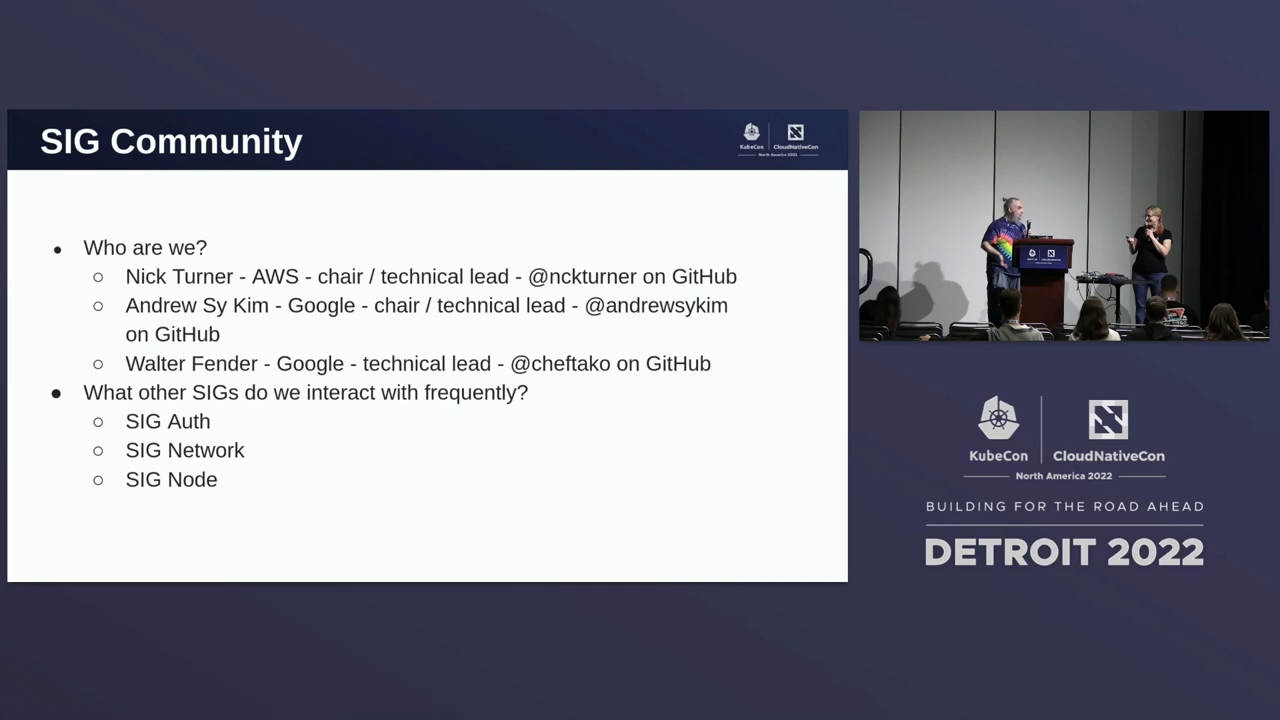 SIG Community
KubeCon
CloudNativeCon
North America 2022
● Who are we?
○ Nick Turner - AWS - chair / technical lead - @nckturner on GitHub
○ Andrew Sy Kim - Google - chair / technical lead - @andrewsykim
on GitHub
○ Walter Fender - Google - technical lead - @cheftako on GitHub
● What other SIGs do we interact with frequently?
○ SIG Auth
○ SIG Network
○ SIG Node
KubeCon
CloudNativeCon
North America 2022
BUILDING FOR THE ROAD AHEAD
DETROIT 2022